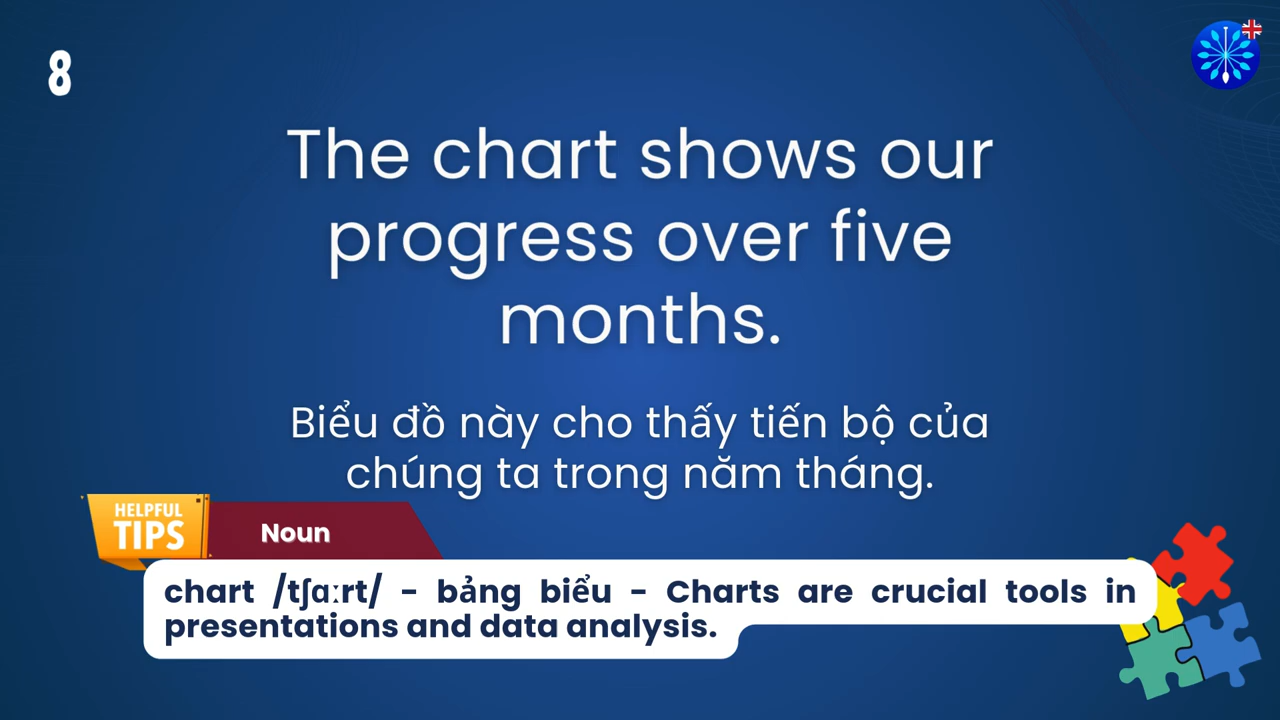 8
The chart shows our
progress over five
months.
Biểu đồ này cho thấy tiến bộ của
chúng ta trong năm tháng.
HELPFUL
TIPS
Noun
chart /tʃɑːrt/ - bảng biểu - Charts are crucial tools in
presentations and data analysis.